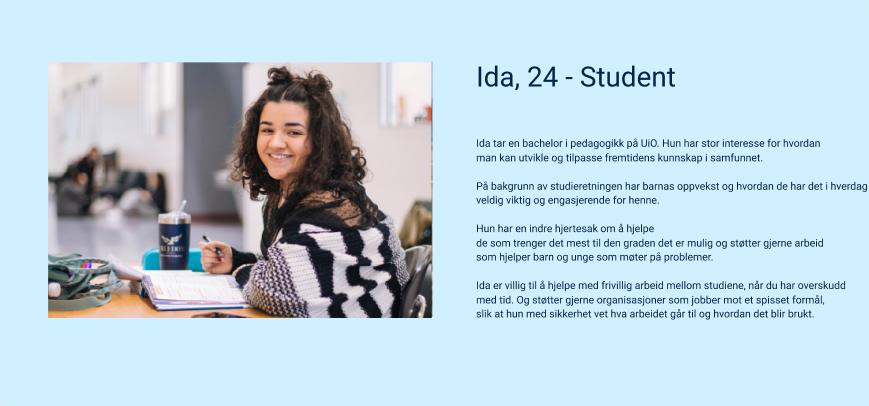 Ida, 24 - Student
Ida tar en bachelor i pedagogikk på UiO. Hun har stor interesse for hvordan
man kan utvikle og tilpasse fremtidens kunnskap i samfunnet.
På bakgrunn av studieretningen har barnas oppvekst og hvordan de har det i hverdag
veldig viktig og engasjerende for henne.
Hun har en indre hjertesak om å hjelpe
de som trenger det mest til den graden det er mulig og støtter gjerne arbeid
som hjelper barn og unge som møter på problemer.
Ida er villig til å hjelpe med frivillig arbeid mellom studiene, når du har overskudd
med tid. Og støtter gjerne organisasjoner som jobber mot et spisset formål,
slik at hun med sikkerhet vet hva arbeidet går til og hvordan det blir brukt.